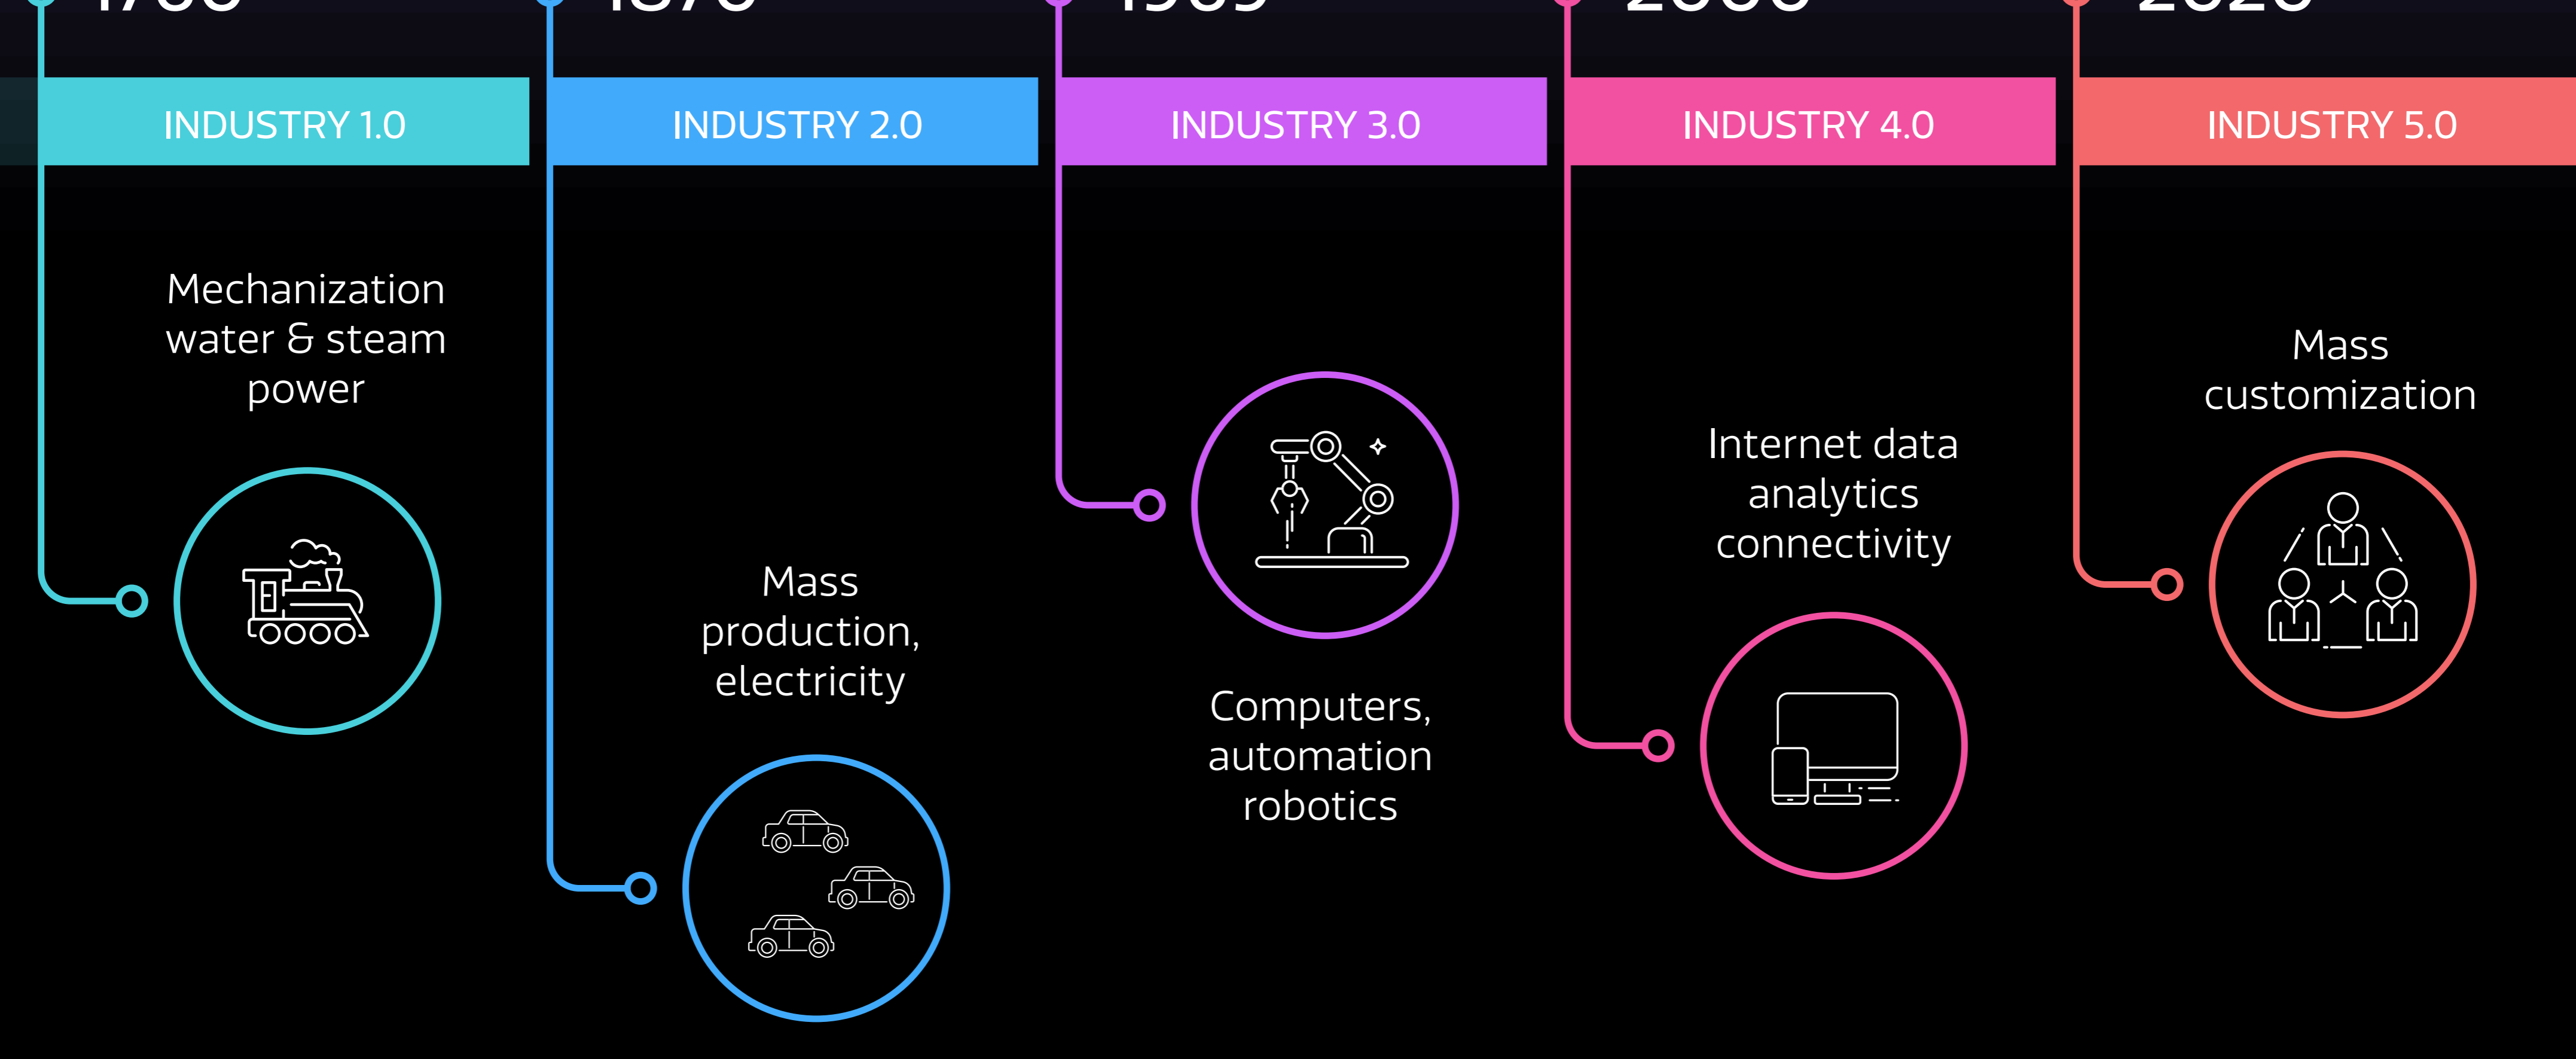 INDUSTRY 1.0
INDUSTRY 2.0
INDUSTRY 3.0
INDUSTRY 4.0
INDUSTRY 5.0
Mechanization
water & steam
power
Mass
production,
electricity
Computers,
automation
robotics
Internet data
analytics
connectivity
Mass
customization